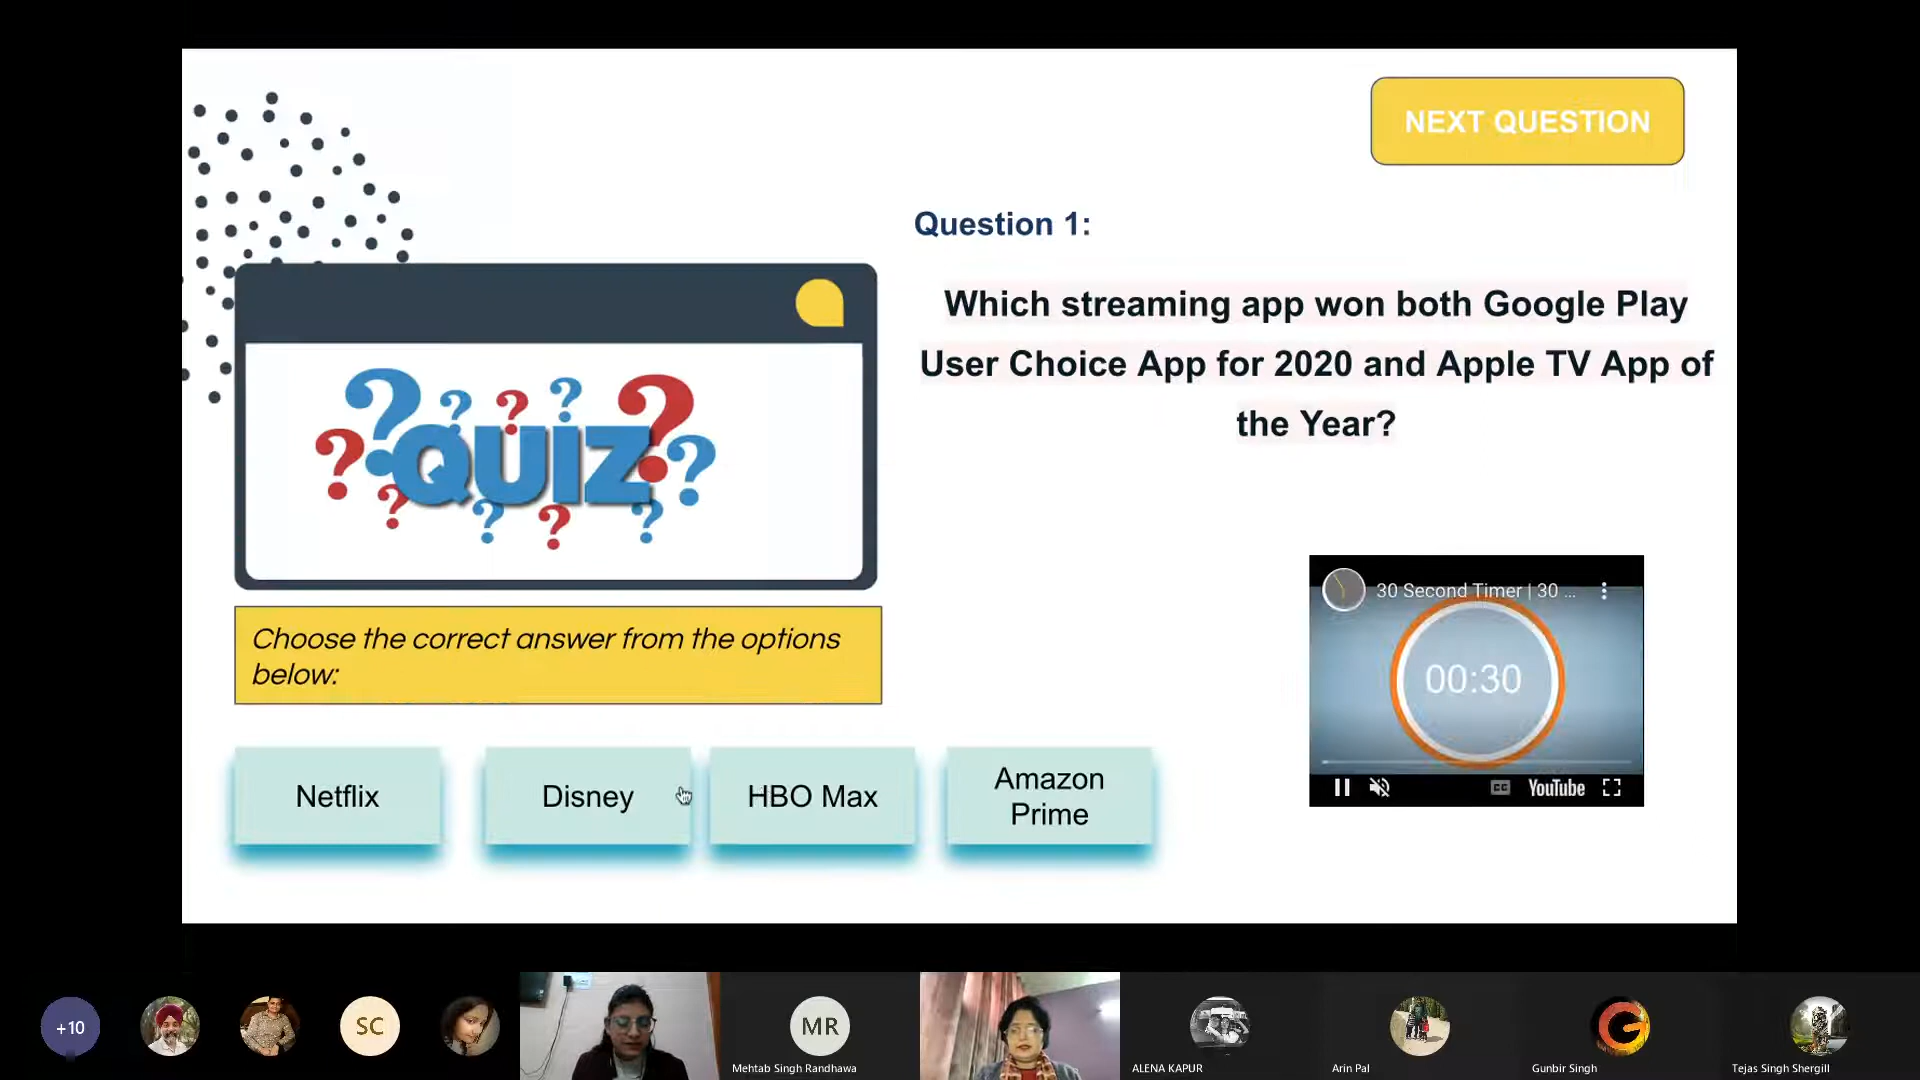 NEXT QUESTION
Question 1:
Which streaming app won both Google Play
User Choice App for 2020 and Apple TV App of
the Year?
QUIZ
Choose the correct answer from the options
below:
30 Second Timer | 30 ...
00:30
CC YouTube
Netflix
Disney
HBO Max
Amazon
Prime
+10
SC
MR
Mehtab Singh Randhawa
ALENA KAPUR
Arin Pal
G
Gunbir Singh
Tejas Singh Shergill